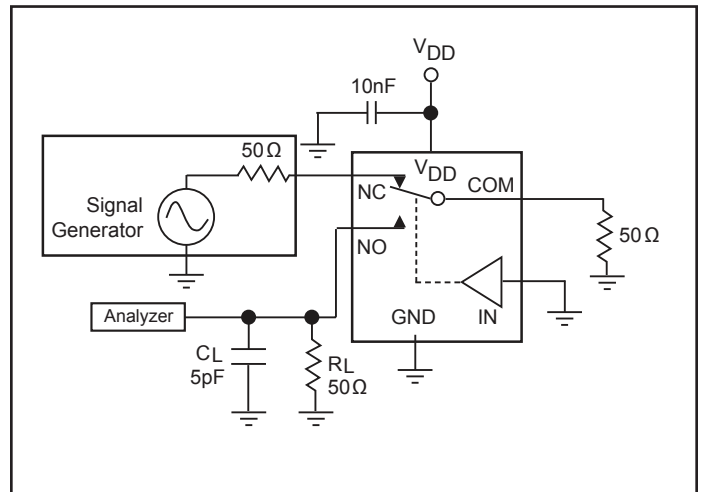 VDD
10nF
50Ω
VDD
NC
COM
Signal
Generator
NO
50Ω
Analyzer
GND
IN
CL
5pF
RL
50Ω